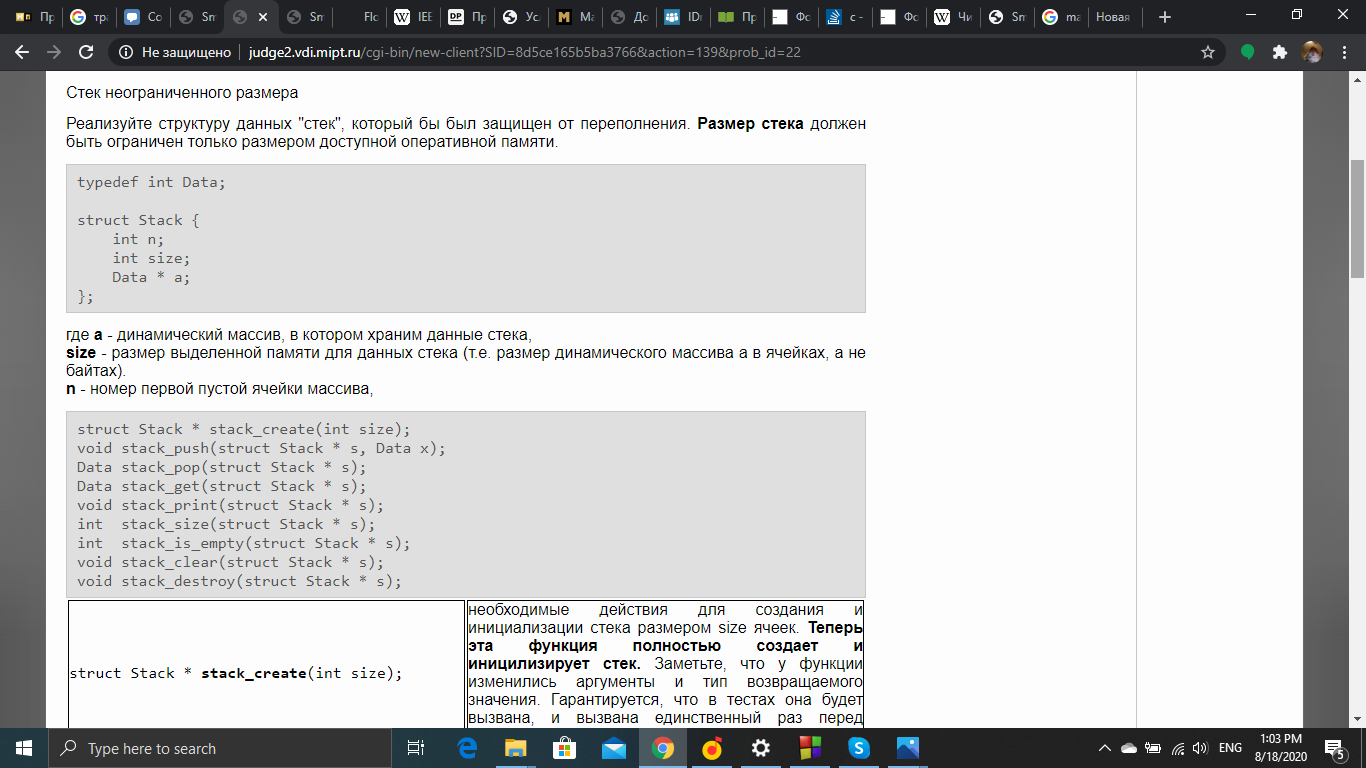 Пр
тра
Со
Sm
Sm
Flo
IEE
DP Пр
Усл
M Ма
До
IDe
Пр
Фо
с -
Фо
Чи
Sm
ma
Новая
Не защищено | judge2.vdi.mipt.ru/cgi-bin/new-client?SID=8d5ce165b5ba3766&action=139&prob_id=22
Стек неограниченного размера
Реализуйте структуру данных "стек", который бы был защищен от переполнения. Размер стека должен
быть ограничен только размером доступной оперативной памяти.
typedef int Data;
struct Stack {
int n;
int size;
Data * a;
};
где a - динамический массив, в котором храним данные стека,
size - размер выделенной памяти для данных стека (т.е. размер динамического массива а в ячейках, а не
байтах).
n - номер первой пустой ячейки массива,
struct Stack * stack_create(int size);
void stack_push(struct Stack * s, Data x);
Data stack_pop(struct Stack * s);
Data stack_get(struct Stack * s);
void stack_print(struct Stack * s);
int  stack_size(struct Stack * s);
int  stack_is_empty(struct Stack * s);
void stack_clear(struct Stack * s);
void stack_destroy(struct Stack * s);
struct Stack * stack_create(int size);
необходимые действия для создания и
инициализации стека размером size ячеек. Теперь
эта функция полностью создает и
иницилизирует стек. Заметьте, что у функции
изменились аргументы и тип возвращаемого
значения. Гарантируется, что в тестах она будет
вызвана, и вызвана единственный раз перед
Type here to search
ENG
1:03 PM
8/18/2020
5